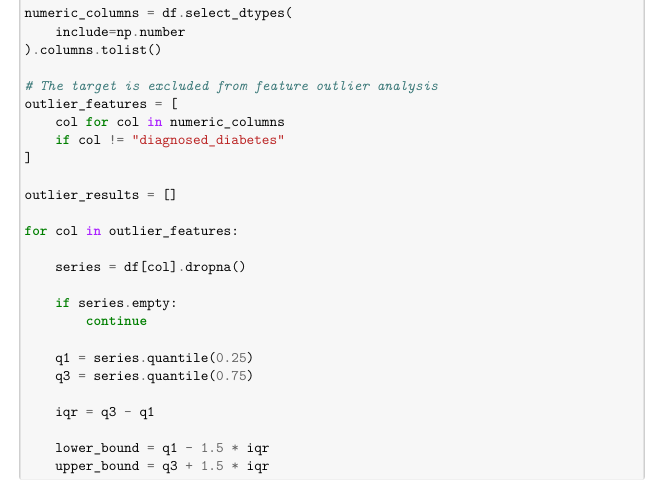 numeric_columns = df.select_dtypes(
    include=np.number
).columns.tolist()

# The target is excluded from feature outlier analysis
outlier_features = [
    col for col in numeric_columns
    if col != "diagnosed_diabetes"
]

outlier_results = []

for col in outlier_features:

    series = df[col].dropna()

    if series.empty:
        continue

    q1 = series.quantile(0.25)
    q3 = series.quantile(0.75)

    iqr = q3 - q1

    lower_bound = q1 - 1.5 * iqr
    upper_bound = q3 + 1.5 * iqr